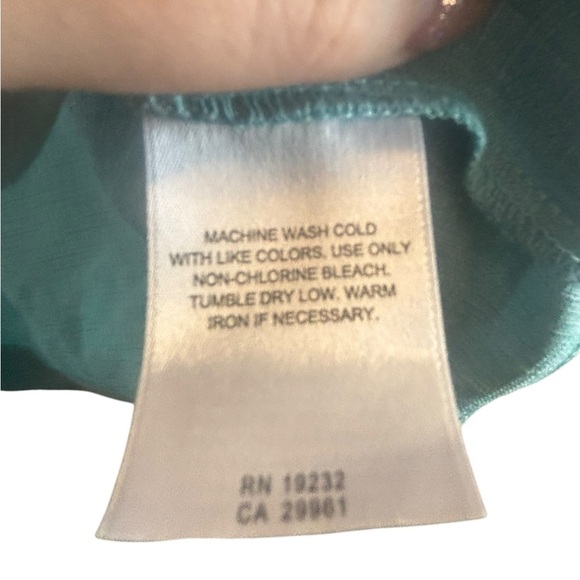 MACHINE WASH COLD
WITH LIKE COLORS, USE ONLY
NON-CHLORINE BLEACH.
TUMBLE DRY LOW. WARM
IRON IF NECESSARY.
RN 19232
CA 29961